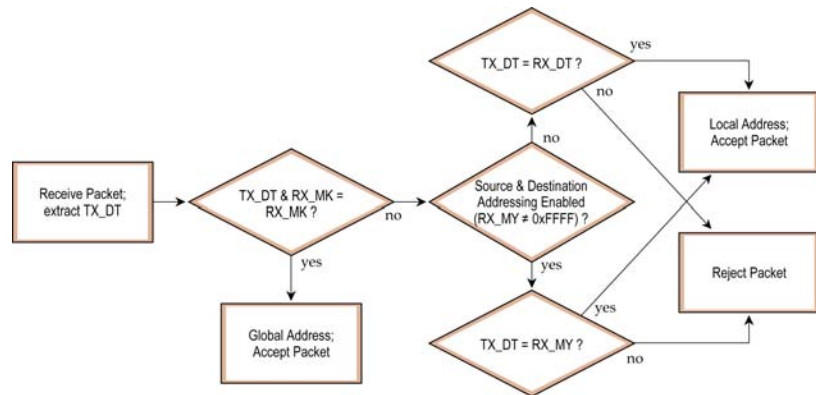 TX_DT = RX_DT ?
yes
no
Local Address;
Accept Packet
Receive Packet;
extract TX_DT
TX_DT & RX_MK =
RX_MK ?
no
yes
Global Address;
Accept Packet
no
Source & Destination
Addressing Enabled
(RX_MY ≠ 0xFFFF) ?
yes
Reject Packet
TX_DT = RX_MY ?
yes
no